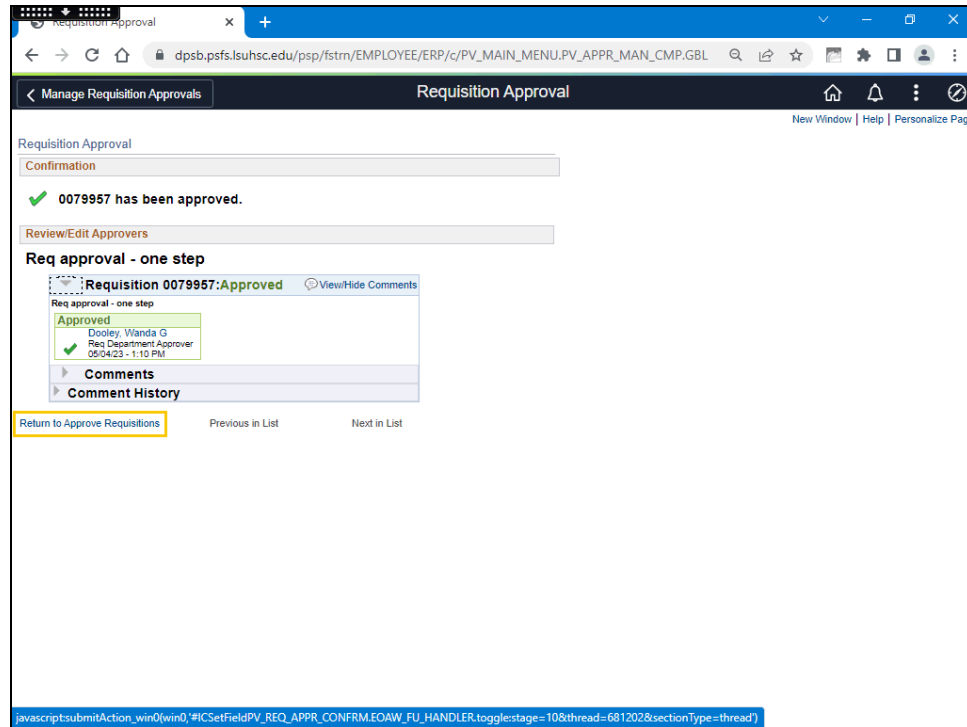 Requisition Approval
dpsb.psfs.lsuhsc.edu/psp/fstrn/EMPLOYEE/ERP/c/PV_MAIN_MENU.PV_APPR_MAN_CMP.GBL
Manage Requisition Approvals
Requisition Approval
New Window | Help | Personalize Pag
Requisition Approval
Confirmation
0079957 has been approved.
Review/Edit Approvers
Req approval - one step
Requisition 0079957:Approved View/Hide Comments
Req approval - one step
Approved
Dooley, Wanda G
Req Department Approver
05/04/23 - 1:10 PM
Comments
Comment History
Return to Approve Requisitions Previous in List Next in List
javascript:submitAction_win0(win0,'#ICSetFieldPV_REQ_APPR_CONFRM.EOAW_FU_HANDLER.toggle:stage=10&thread=681202&sectionType=thread')